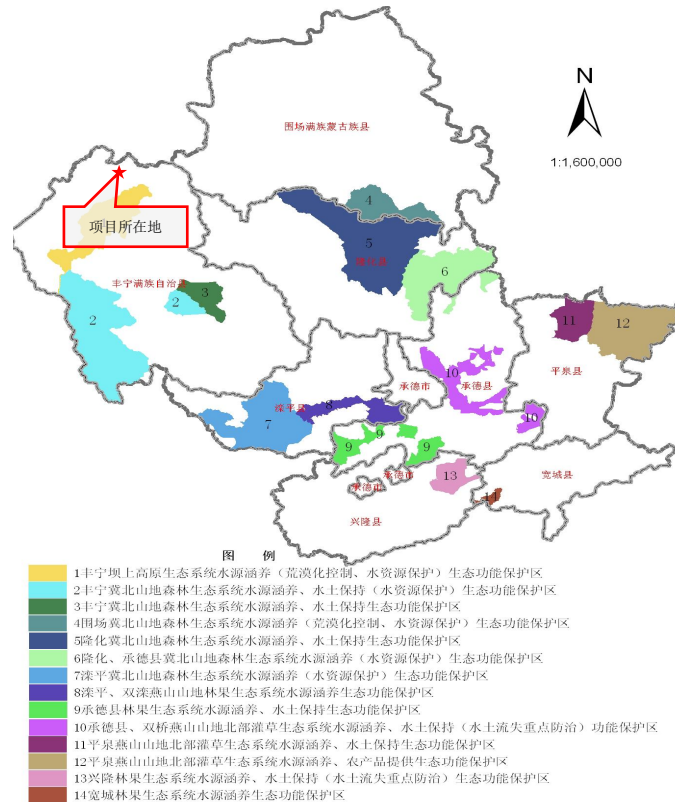 N
围场满族蒙古族县
1:1,600,000
4
项目所在地
5
隆化县
6
丰宁满族自治县
2
3
2
11
12
平泉县
承德市
10
承德县
滦平县
8
7
9
10
9
9
13
宽城县
承德市
承德市
14
兴隆县
图 例
1丰宁坝上高原生态系统水源涵养（荒漠化控制、水资源保护）生态功能保护区
2丰宁冀北山地森林生态系统水源涵养、水土保持（水资源保护）生态功能保护区
3丰宁冀北山地森林生态系统水源涵养、水土保持生态功能保护区
4围场冀北山地森林生态系统水源涵养（荒漠化控制、水资源保护）生态功能保护区
5隆化冀北山地森林生态系统水源涵养、水土保持生态功能保护区
6隆化、承德县冀北山地森林生态系统水源涵养（水资源保护）生态功能保护区
7滦平冀北山地森林生态系统水源涵养（水资源保护）生态功能保护区
8滦平、双滦燕山山地林果生态系统水源涵养生态功能保护区
9承德县林果生态系统水源涵养、水土保持生态功能保护区
10承德县、双桥燕山山地北部灌草生态系统水源涵养、水土保持（水土流失重点防治）功能保护区
11平泉燕山山地北部灌草生态系统水源涵养、水土保持生态功能保护区
12平泉燕山山地北部灌草生态系统水源涵养、农产品提供生态功能保护区
13兴隆林果生态系统水源涵养、水土保持（水土流失重点防治）生态功能保护区
14宽城林果生态系统水源涵养生态功能保护区